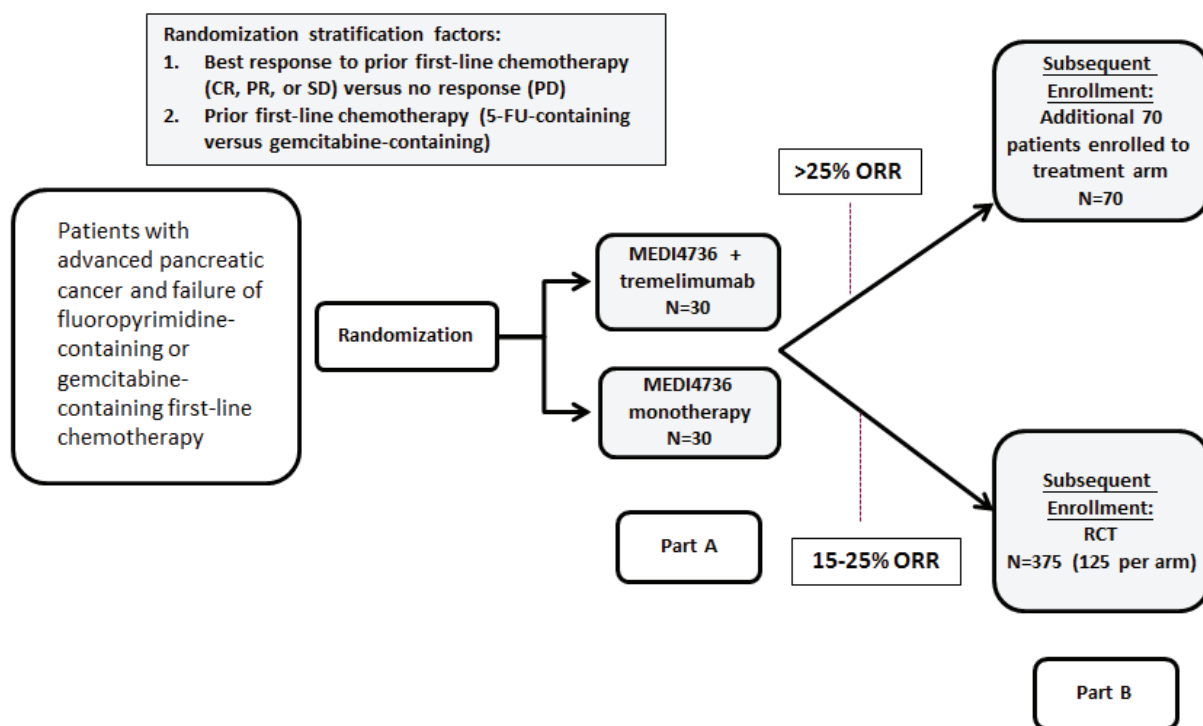 Randomization stratification factors:
1. Best response to prior first-line chemotherapy
(CR, PR, or SD) versus no response (PD)
2. Prior first-line chemotherapy (5-FU-containing
versus gemcitabine-containing)
Patients with
advanced pancreatic
cancer and failure of
fluoropyrimidine-
containing or
gemcitabine-
containing first-line
chemotherapy
Randomization
MEDI4736 +
tremelimumab
N=30
MEDI4736
monotherapy
N=30
Part A
>25% ORR
15-25% ORR
Subsequent
Enrollment:
Additional 70
patients enrolled to
treatment arm
N=70
Subsequent
Enrollment:
RCT
N=375 (125 per arm)
Part B